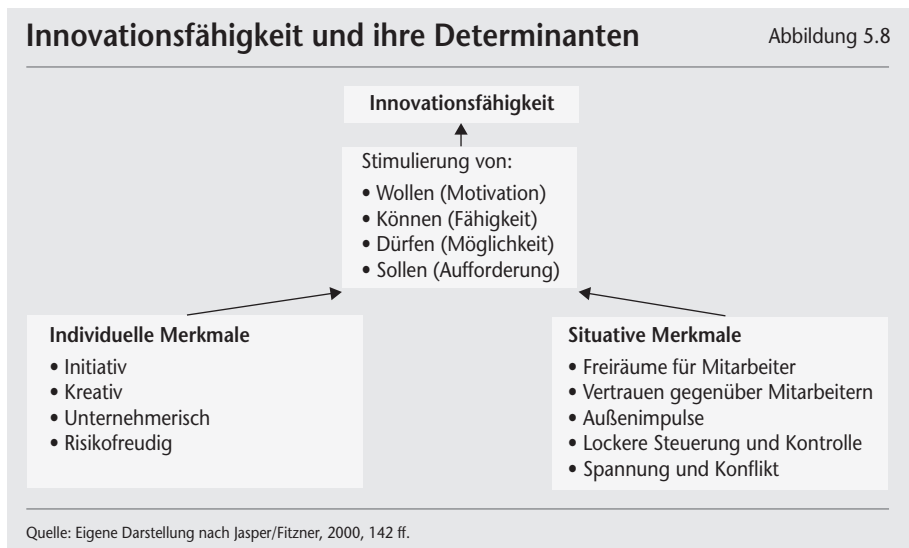 Innovationsfähigkeit und ihre Determinanten
Abbildung 5.8
Innovationsfähigkeit
Stimulierung von:
• Wollen (Motivation)
• Können (Fähigkeit)
• Dürfen (Möglichkeit)
• Sollen (Aufforderung)
Individuelle Merkmale
• Initiativ
• Kreativ
• Unternehmerisch
• Risikofreudig
Situative Merkmale
• Freiräume für Mitarbeiter
• Vertrauen gegenüber Mitarbeitern
• Außenimpulse
• Lockere Steuerung und Kontrolle
• Spannung und Konflikt
Quelle: Eigene Darstellung nach Jasper/Fitzner, 2000, 142 ff.